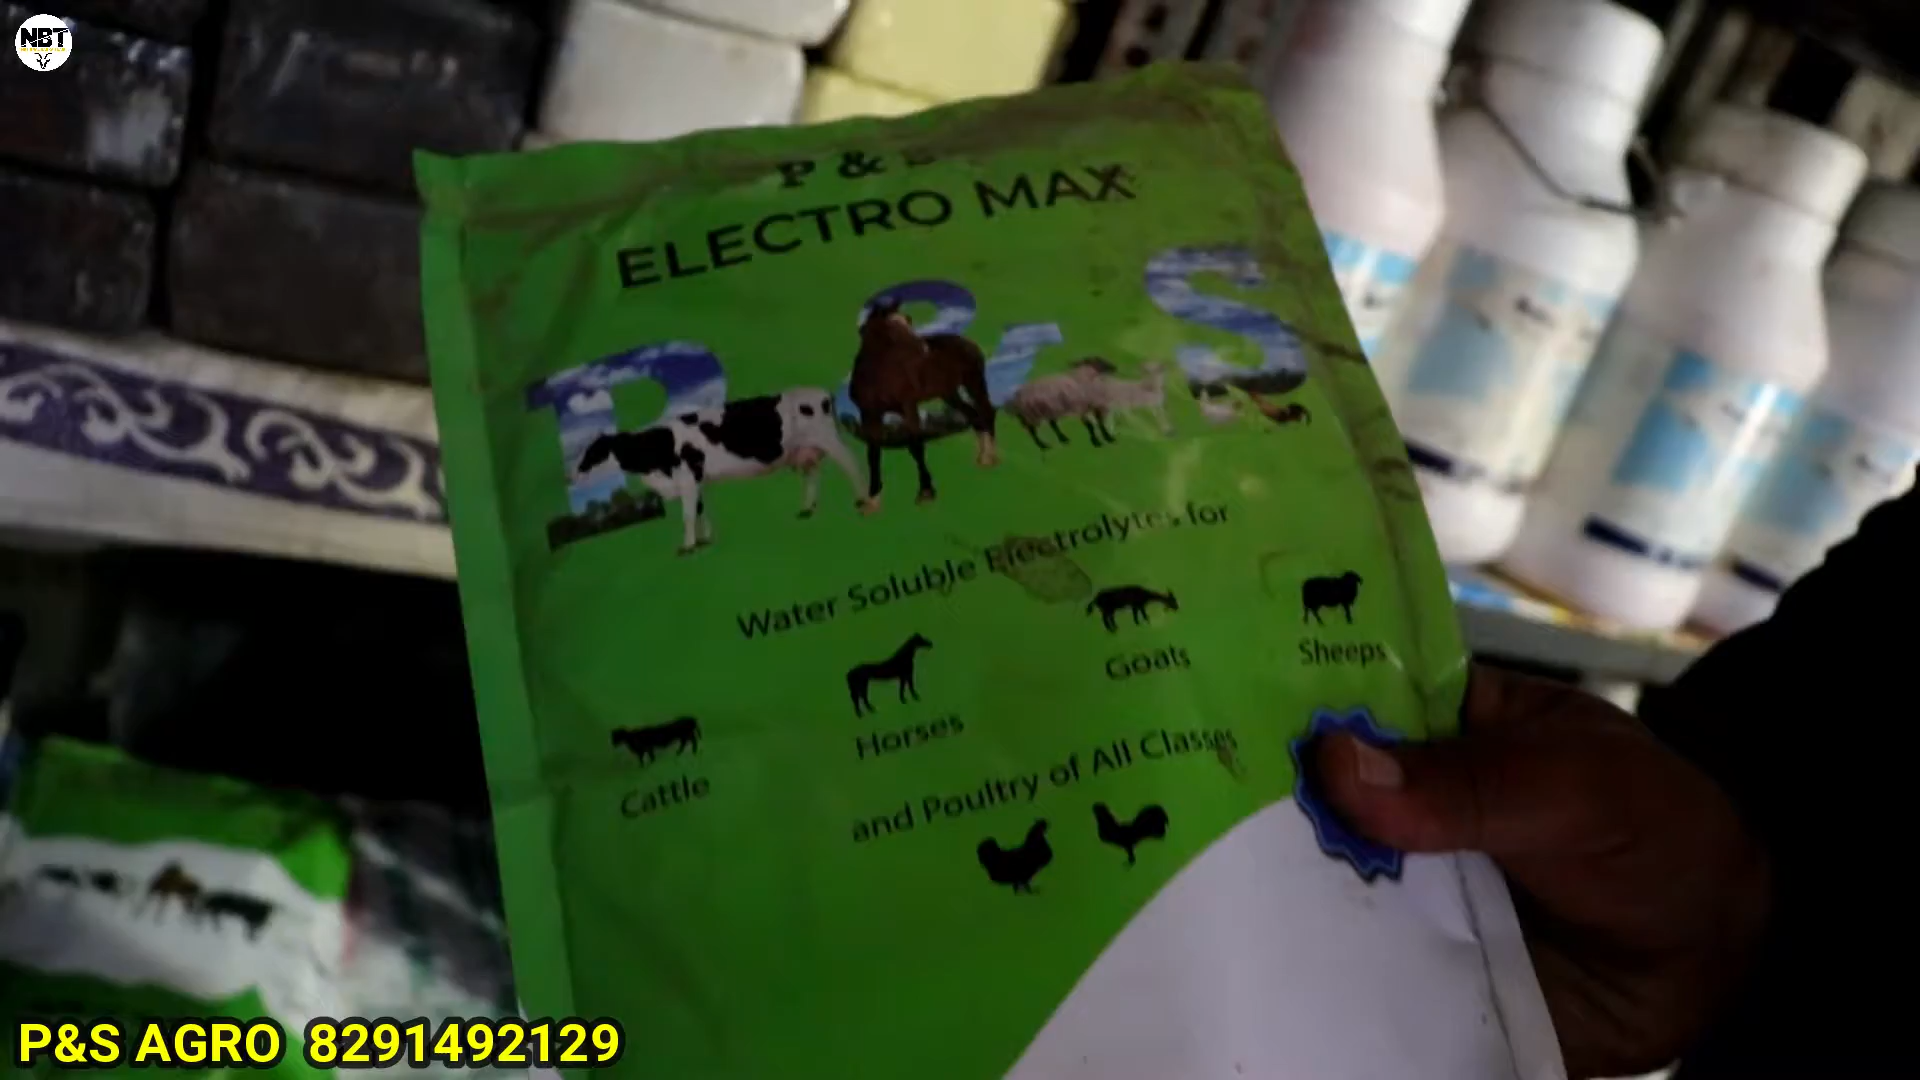 NBT
P &
ELECTRO MAX
P & S
Water Soluble Electrolytes for
Cattle
Horses
Goats
Sheeps
and Poultry of All Classes
P&S AGRO 8291492129